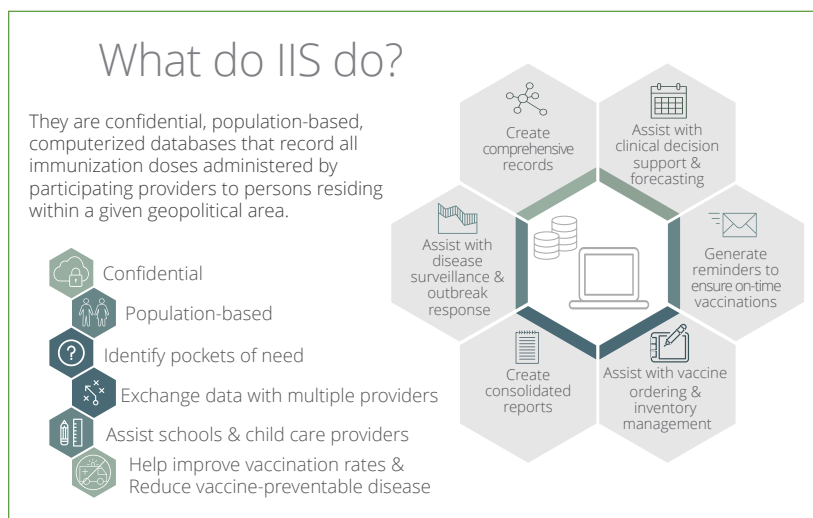 What do IIS do?
They are confidential, population-based,
computerized databases that record all
immunization doses administered by
participating providers to persons residing
within a given geopolitical area.
Confidential
Population-based
Identify pockets of need
Exchange data with multiple providers
Assist schools & child care providers
Help improve vaccination rates &
Reduce vaccine-preventable disease
Create
comprehensive
records
Assist with
clinical decision
support &
forecasting
Assist with
disease
surveillance &
outbreak
response
Generate
reminders to
ensure on-time
vaccinations
Create
consolidated
reports
Assist with vaccine
ordering &
inventory
management